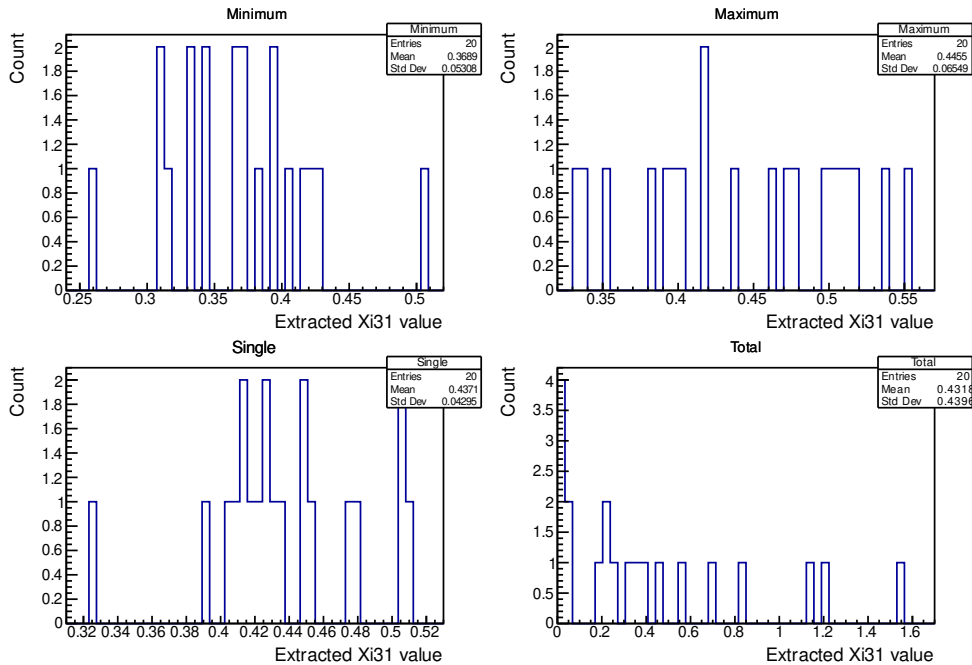 Minimum
Minimum
Entries 20
Mean 0.3689
Std Dev 0.05308
Count
2
1.8
1.6
1.4
1.2
1
0.8
0.6
0.4
0.2
0
0.25 0.3 0.35 0.4 0.45 0.5
Extracted Xi31 value
Maximum
Maximum
Entries 20
Mean 0.4455
Std Dev 0.06549
Count
2
1.8
1.6
1.4
1.2
1
0.8
0.6
0.4
0.2
0
0.35 0.4 0.45 0.5 0.55
Extracted Xi31 value
Single
Single
Entries 20
Mean 0.4371
Std Dev 0.04295
Count
2
1.8
1.6
1.4
1.2
1
0.8
0.6
0.4
0.2
0
0.32 0.34 0.36 0.38 0.4 0.42 0.44 0.46 0.48 0.5 0.52
Extracted Xi31 value
Total
Total
Entries 20
Mean 0.4318
Std Dev 0.4396
Count
4
3.5
3
2.5
2
1.5
1
0.5
0
0 0.2 0.4 0.6 0.8 1 1.2 1.4 1.6
Extracted Xi31 value